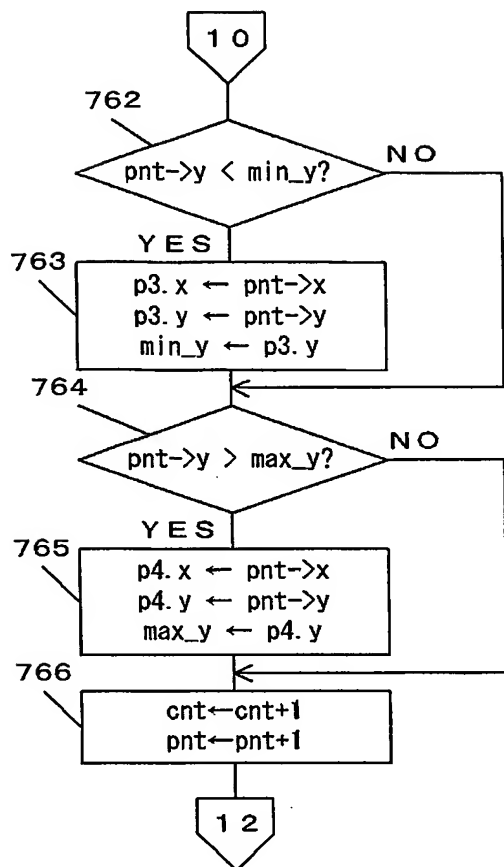 10
762
pnt->y < min_y?
NO
YES
763
p3.x ← pnt->x
p3.y ← pnt->y
min_y ← p3.y
764
pnt->y > max_y?
NO
YES
765
p4.x ← pnt->x
p4.y ← pnt->y
max_y ← p4.y
766
cnt←cnt+1
pnt←pnt+1
12